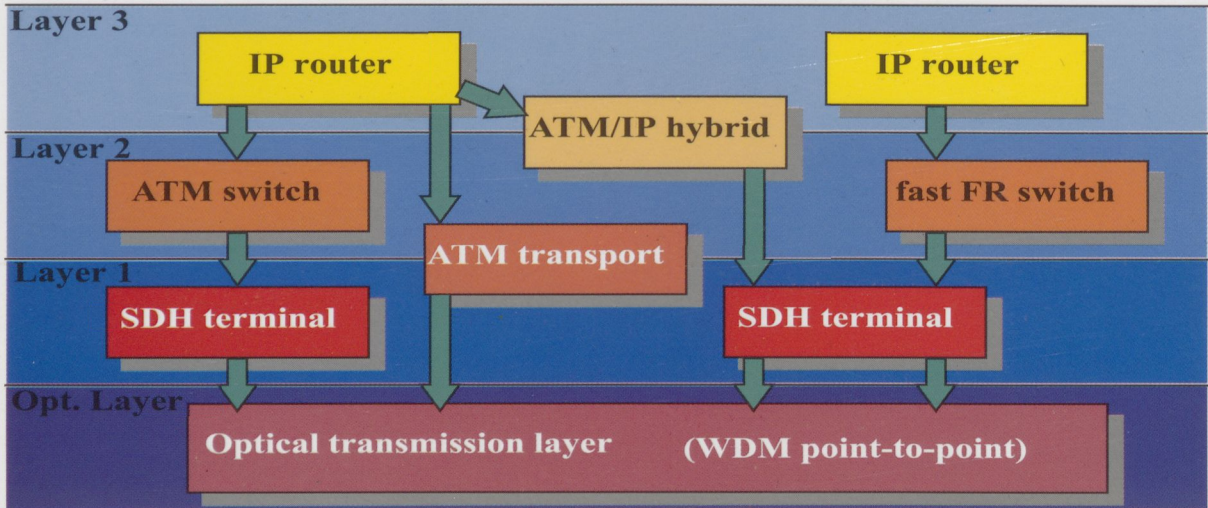 Layer 3
IP router
IP router
ATM/IP hybrid
Layer 2
ATM switch
fast FR switch
ATM transport
Layer 1
SDH terminal
SDH terminal
Opt. Layer
Optical transmission layer (WDM point-to-point)